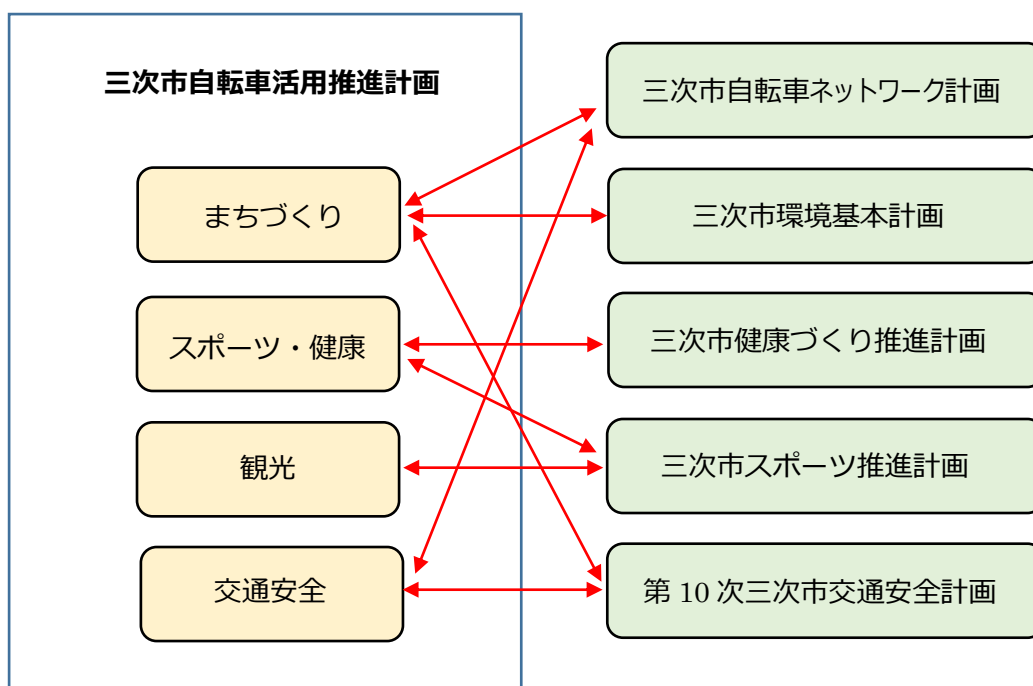 三次市自転車活用推進計画
まちづくり
スポーツ・健康
観光
交通安全
三次市自転車ネットワーク計画
三次市環境基本計画
三次市健康づくり推進計画
三次市スポーツ推進計画
第 10 次三次市交通安全計画